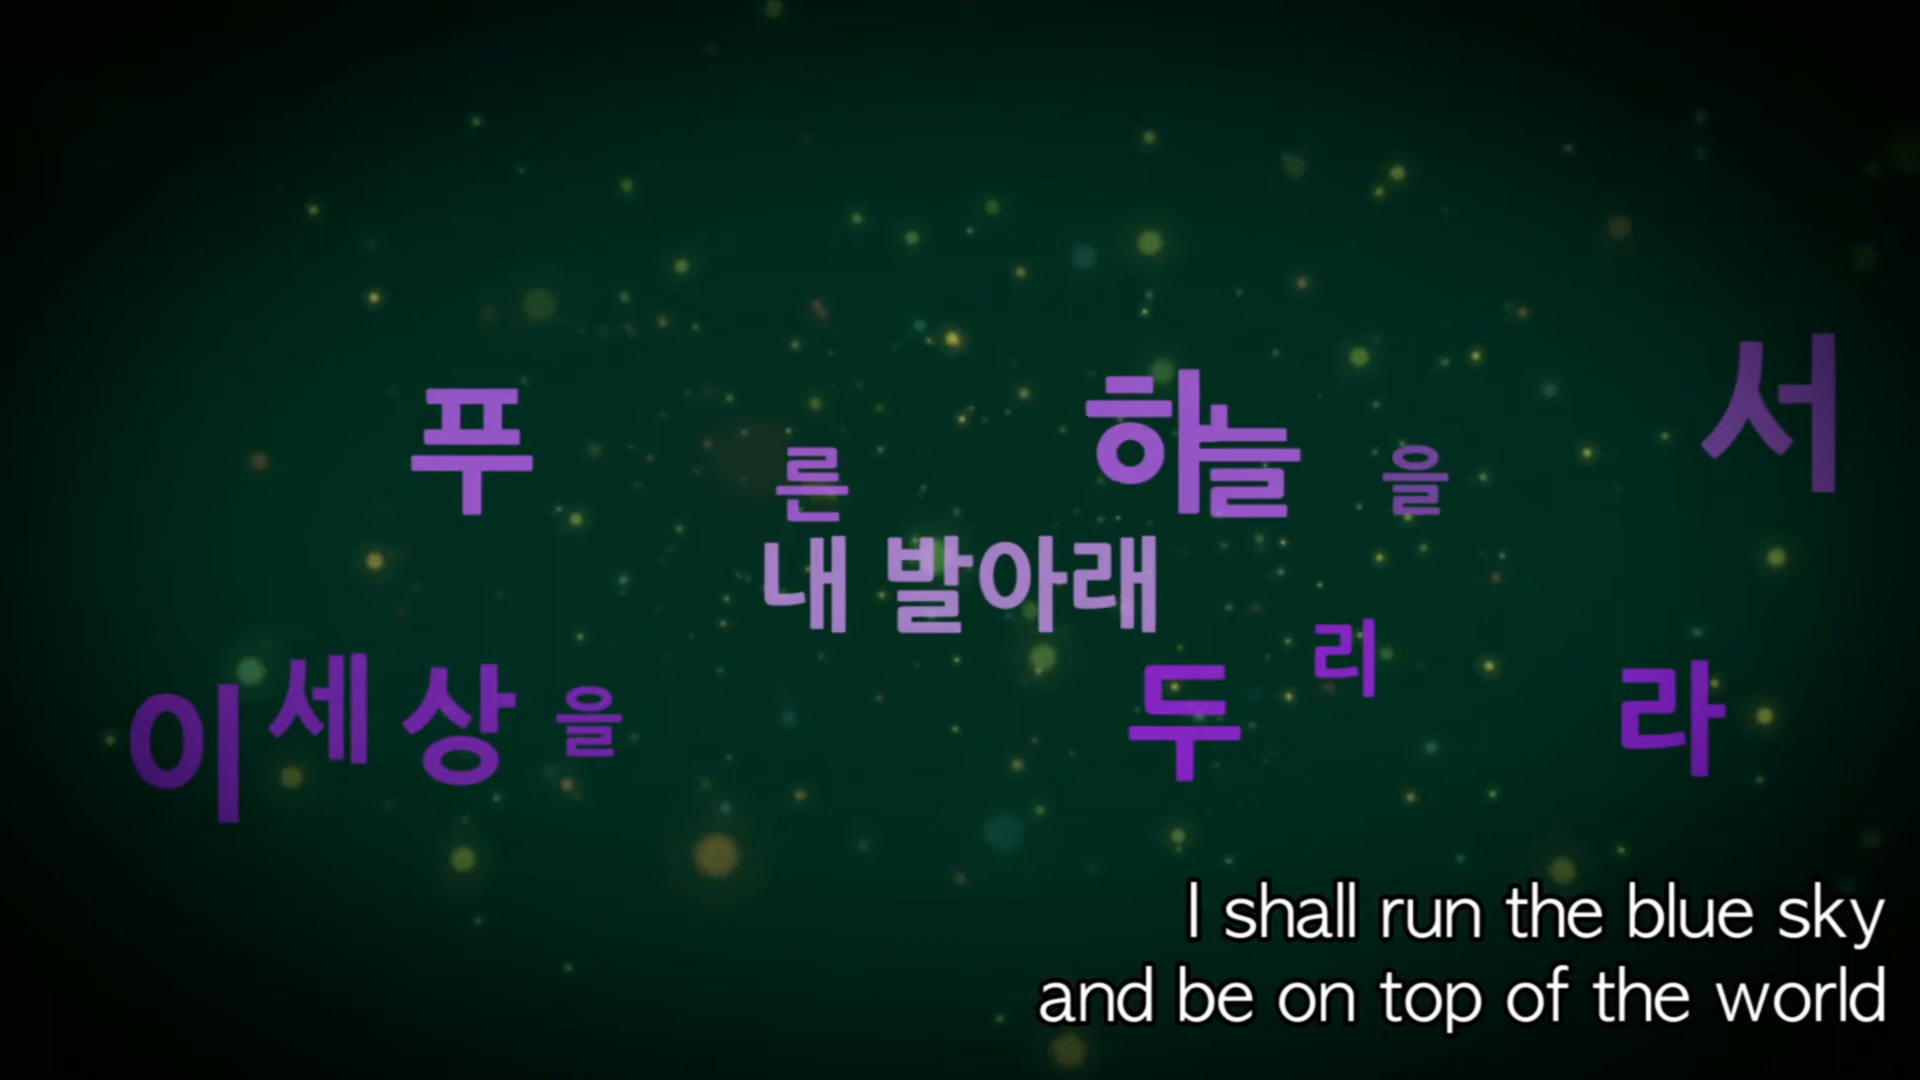 푸른 하늘을 서
내 발아래
이 세상을 두리라
I shall run the blue sky
and be on top of the world